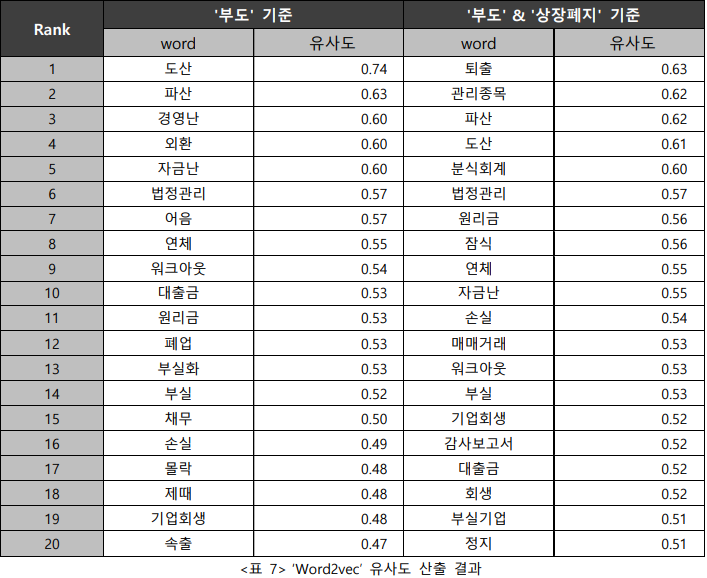 Rank '부도' 기준 '부도' & '상장폐지' 기준
word 유사도 word 유사도
1 도산 0.74 퇴출 0.63
2 파산 0.63 관리종목 0.62
3 경영난 0.60 파산 0.62
4 외환 0.60 도산 0.61
5 자금난 0.60 분식회계 0.60
6 법정관리 0.57 법정관리 0.57
7 어음 0.57 원리금 0.56
8 연체 0.55 잠식 0.56
9 워크아웃 0.54 연체 0.55
10 대출금 0.53 자금난 0.55
11 원리금 0.53 손실 0.54
12 폐업 0.53 매매거래 0.53
13 부실화 0.53 워크아웃 0.53
14 부실 0.52 부실 0.53
15 채무 0.50 기업회생 0.52
16 손실 0.49 감사보고서 0.52
17 몰락 0.48 대출금 0.52
18 제때 0.48 회생 0.52
19 기업회생 0.48 부실기업 0.51
20 속출 0.47 정지 0.51
<표 7> 'Word2vec' 유사도 산출 결과